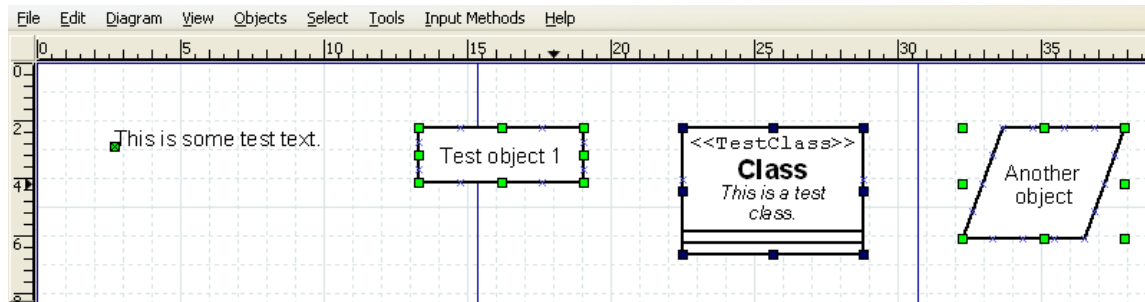 File Edit Diagram View Objects Select Tools Input Methods Help
0 5 10 15 20 25 30 35
0
2
4
6
8
This is some test text.
Test object 1
<<TestClass>>
Class
This is a test
class.
Another
object